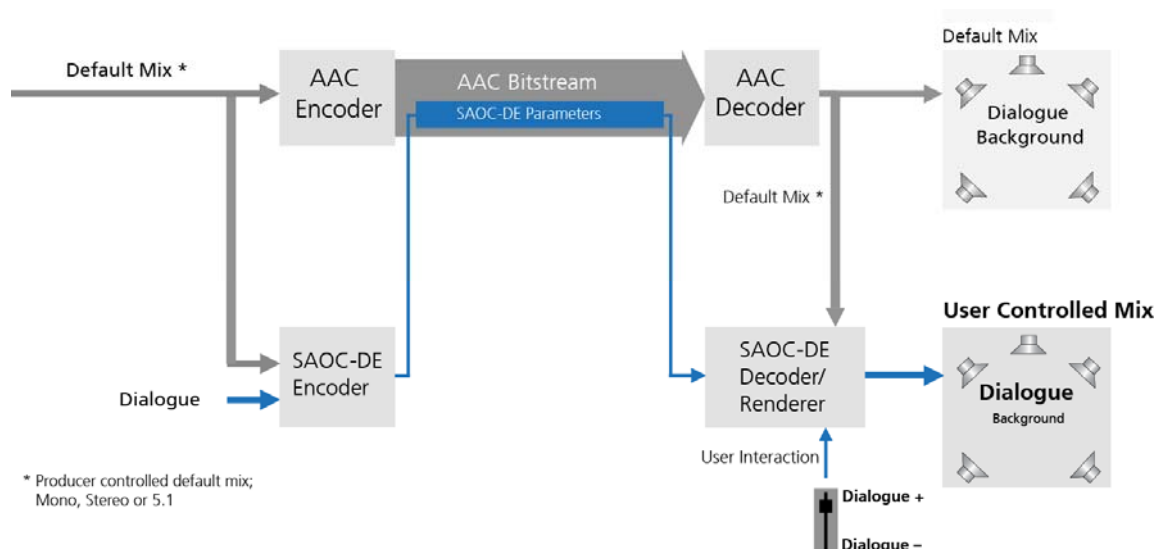 Default Mix *
AAC
Encoder
AAC Bitstream
SAOC-DE Parameters
AAC
Decoder
Default Mix
Dialogue
Background
Default Mix *
Dialogue
SAOC-DE
Encoder
SAOC-DE
Decoder/
Renderer
User Controlled Mix
Dialogue
Background
User Interaction
Dialogue +
Dialogue –
* Producer controlled default mix;
Mono, Stereo or 5.1